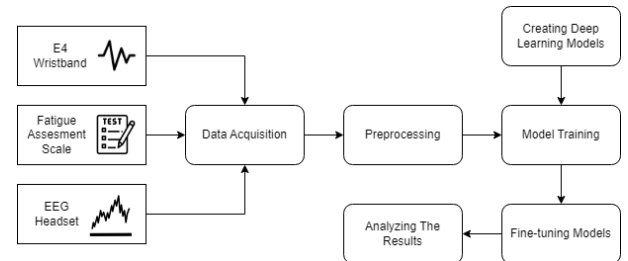 E4
Wristband
Fatigue
Assesment
Scale
TEST
EEG
Headset
Data Acquisition
Preprocessing
Creating Deep
Learning Models
Model Training
Fine-tuning Models
Analyzing The
Results